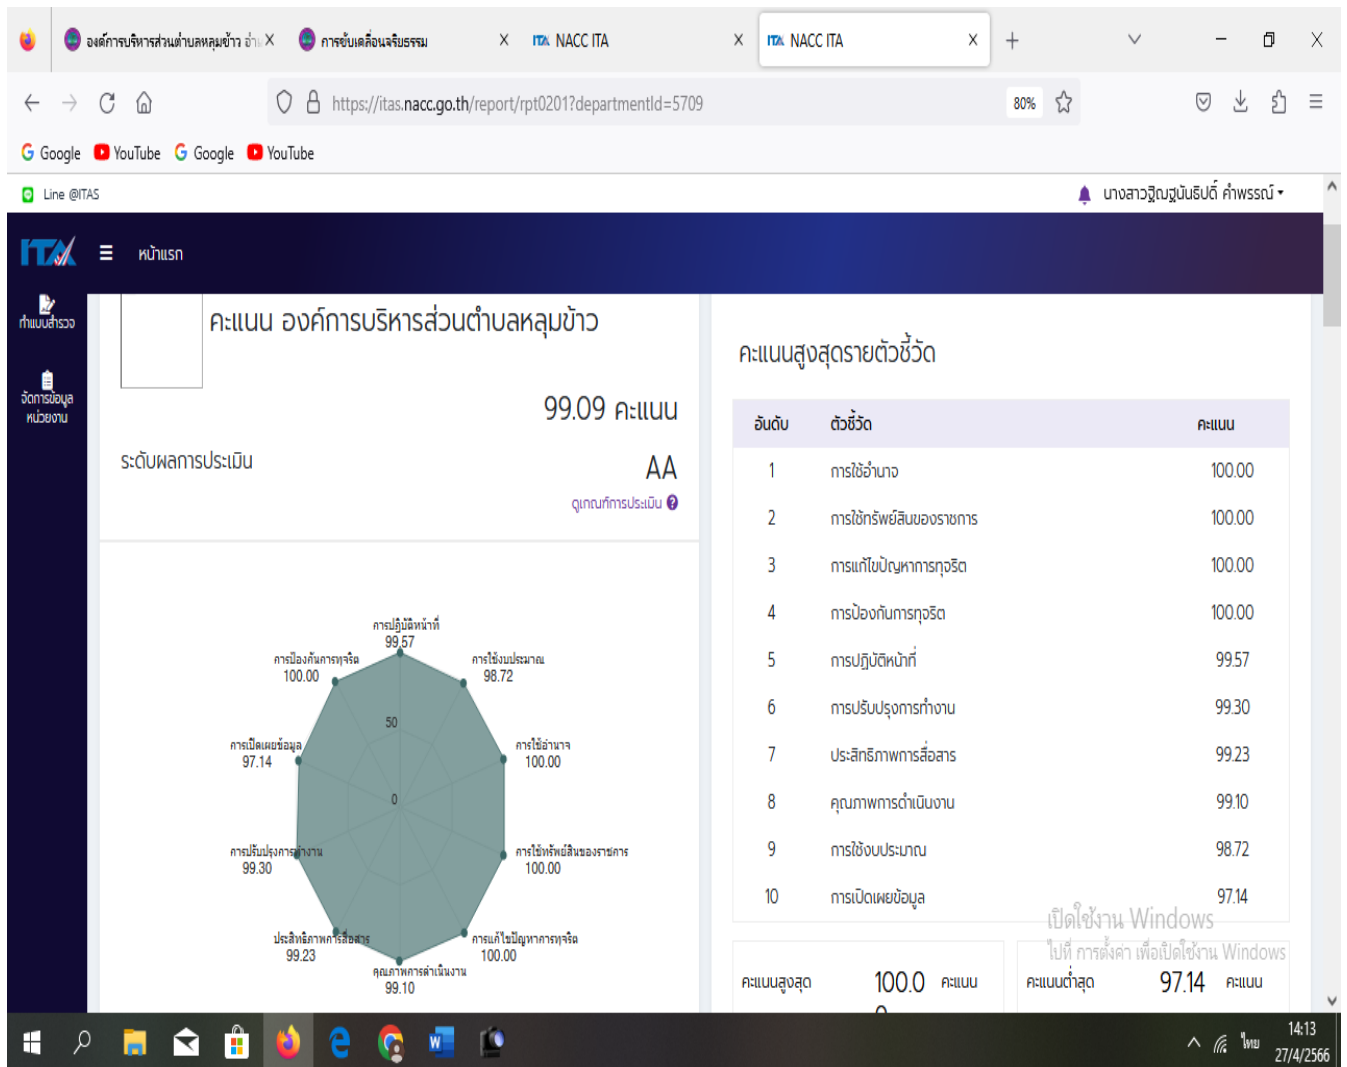 องค์การบริหารส่วนตำบลหลุมข้าว อำเ
การขับเคลื่อนจริยธรรม
ITA NACC ITA
ITA NACC ITA
https://itas.nacc.go.th/report/rpt0201?departmentId=5709
80%
Google YouTube Google YouTube
Line @ITAS
นางสาวฐิณฐนันธิปดิ์ คำพรรณ์
ITA หน้าแรก
ทำแบบสำรวจ
จัดการข้อมูล
หน่วยงาน
คะแนน องค์การบริหารส่วนตำบลหลุมข้าว
99.09 คะแนน
ระดับผลการประเมิน AA
ดูเกณฑ์การประเมิน ?
การปฏิบัติหน้าที่
99.57
การป้องกันการทุจริต
100.00
การใช้งบประมาณ
98.72
50
การเปิดเผยข้อมูล
97.14
การใช้อำนาจ
100.00
0
การปรับปรุงการทำงาน
99.30
การใช้ทรัพย์สินของราชการ
100.00
ประสิทธิภาพการสื่อสาร
99.23
การแก้ไขปัญหาการทุจริต
100.00
คุณภาพการดำเนินงาน
99.10
คะแนนสูงสุดรายตัวชี้วัด
อันดับ ตัวชี้วัด คะแนน
1 การใช้อำนาจ 100.00
2 การใช้ทรัพย์สินของราชการ 100.00
3 การแก้ไขปัญหาการทุจริต 100.00
4 การป้องกันการทุจริต 100.00
5 การปฏิบัติหน้าที่ 99.57
6 การปรับปรุงการทำงาน 99.30
7 ประสิทธิภาพการสื่อสาร 99.23
8 คุณภาพการดำเนินงาน 99.10
9 การใช้งบประมาณ 98.72
10 การเปิดเผยข้อมูล 97.14
เปิดใช้งาน Windows
ไปที่ การตั้งค่า เพื่อเปิดใช้งาน Windows
คะแนนสูงสุด 100.0 คะแนน
คะแนนต่ำสุด 97.14 คะแนน
ไทย
14:13
27/4/2566